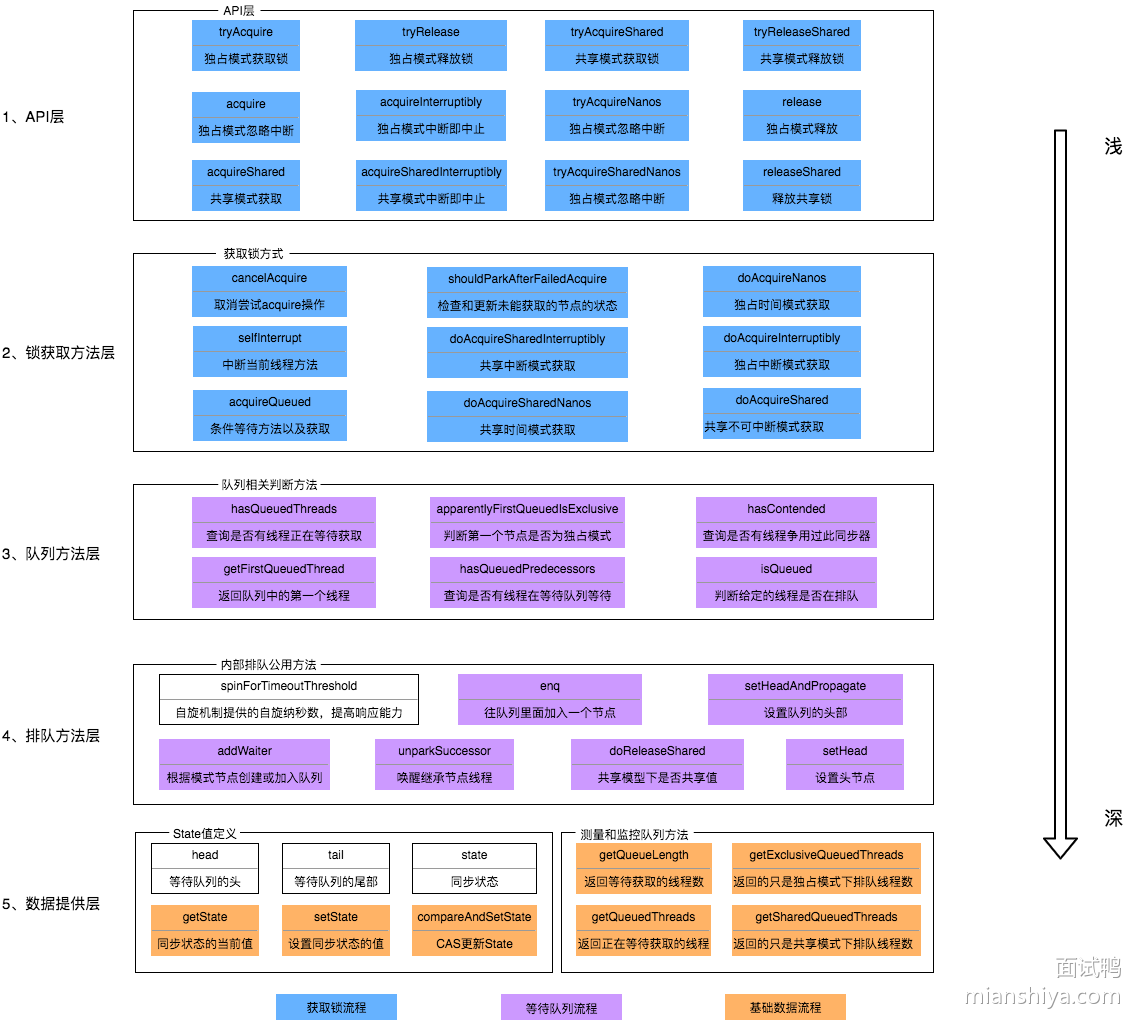 API层
1、API层
tryAcquire
独占模式获取锁
tryRelease
独占模式释放锁
tryAcquireShared
共享模式获取锁
tryReleaseShared
共享模式释放锁
acquire
独占模式忽略中断
acquireInterruptibly
独占模式中断即中止
tryAcquireNanos
独占模式忽略中断
release
独占模式释放
acquireShared
共享模式获取
acquireSharedInterruptibly
共享模式中断即中止
tryAcquireSharedNanos
独占模式忽略中断
releaseShared
释放共享锁
浅
获取锁方式
2、锁获取方法层
cancelAcquire
取消尝试acquire操作
shouldParkAfterFailedAcquire
检查和更新未能获取的节点的状态
doAcquireNanos
独占时间模式获取
selfInterrupt
中断当前线程方法
doAcquireSharedInterruptibly
共享中断模式获取
doAcquireInterruptibly
独占中断模式获取
acquireQueued
条件等待方法以及获取
doAcquireSharedNanos
共享时间模式获取
doAcquireShared
共享不可中断模式获取
队列相关判断方法
3、队列方法层
hasQueuedThreads
查询是否有线程正在等待获取
apparentlyFirstQueuedIsExclusive
判断第一个节点是否为独占模式
hasContended
查询是否有线程争用过此同步器
getFirstQueuedThread
返回队列中的第一个线程
hasQueuedPredecessors
查询是否有线程在等待队列等待
isQueued
判断给定的线程是否在排队
内部排队公用方法
4、排队方法层
spinForTimeoutThreshold
自旋机制提供的自旋纳秒数，提高响应能力
enq
往队列里面加入一个节点
setHeadAndPropagate
设置队列的头部
addWaiter
根据模式节点创建或加入队列
unparkSuccessor
唤醒继承节点线程
doReleaseShared
共享模型下是否共享值
setHead
设置头节点
深
State值定义
5、数据提供层
head
等待队列的头
tail
等待队列的尾部
state
同步状态
getState
同步状态的当前值
setState
设置同步状态的值
compareAndSetState
CAS更新State
测量和监控队列方法
getQueueLength
返回等待获取的线程数
getExclusiveQueuedThreads
返回的只是独占模式下排队线程数
getQueuedThreads
返回正在等待获取的线程
getSharedQueuedThreads
返回的只是共享模式下排队线程数
获取锁流程
等待队列流程
基础数据流程
面试鸭
mianshiya.com